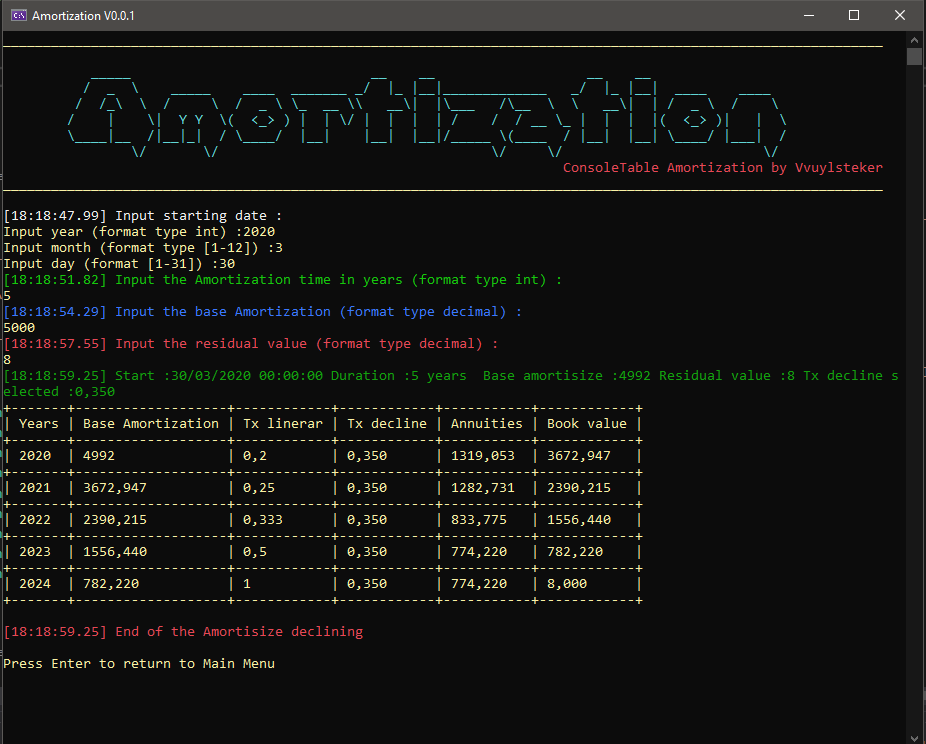 Amortization V0.0.1
Amortization
ConsoleTable Amortization by Vvuylsteker
[18:18:47.99] Input starting date :
Input year (format type int) :2020
Input month (format type [1-12]) :3
Input day (format [1-31]) :30
[18:18:51.82] Input the Amortization time in years (format type int) :
5
[18:18:54.29] Input the base Amortization (format type decimal) :
5000
[18:18:57.55] Input the residual value (format type decimal) :
8
[18:18:59.25] Start :30/03/2020 00:00:00 Duration :5 years  Base amortisize :4992 Residual value :8 Tx decline s
elected :0,350
| Years | Base Amortization | Tx linerar | Tx decline | Annuities | Book value |
| 2020 | 4992 | 0,2 | 0,350 | 1319,053 | 3672,947 |
| 2021 | 3672,947 | 0,25 | 0,350 | 1282,731 | 2390,215 |
| 2022 | 2390,215 | 0,333 | 0,350 | 833,775 | 1556,440 |
| 2023 | 1556,440 | 0,5 | 0,350 | 774,220 | 782,220 |
| 2024 | 782,220 | 1 | 0,350 | 774,220 | 8,000 |
[18:18:59.25] End of the Amortisize declining
Press Enter to return to Main Menu